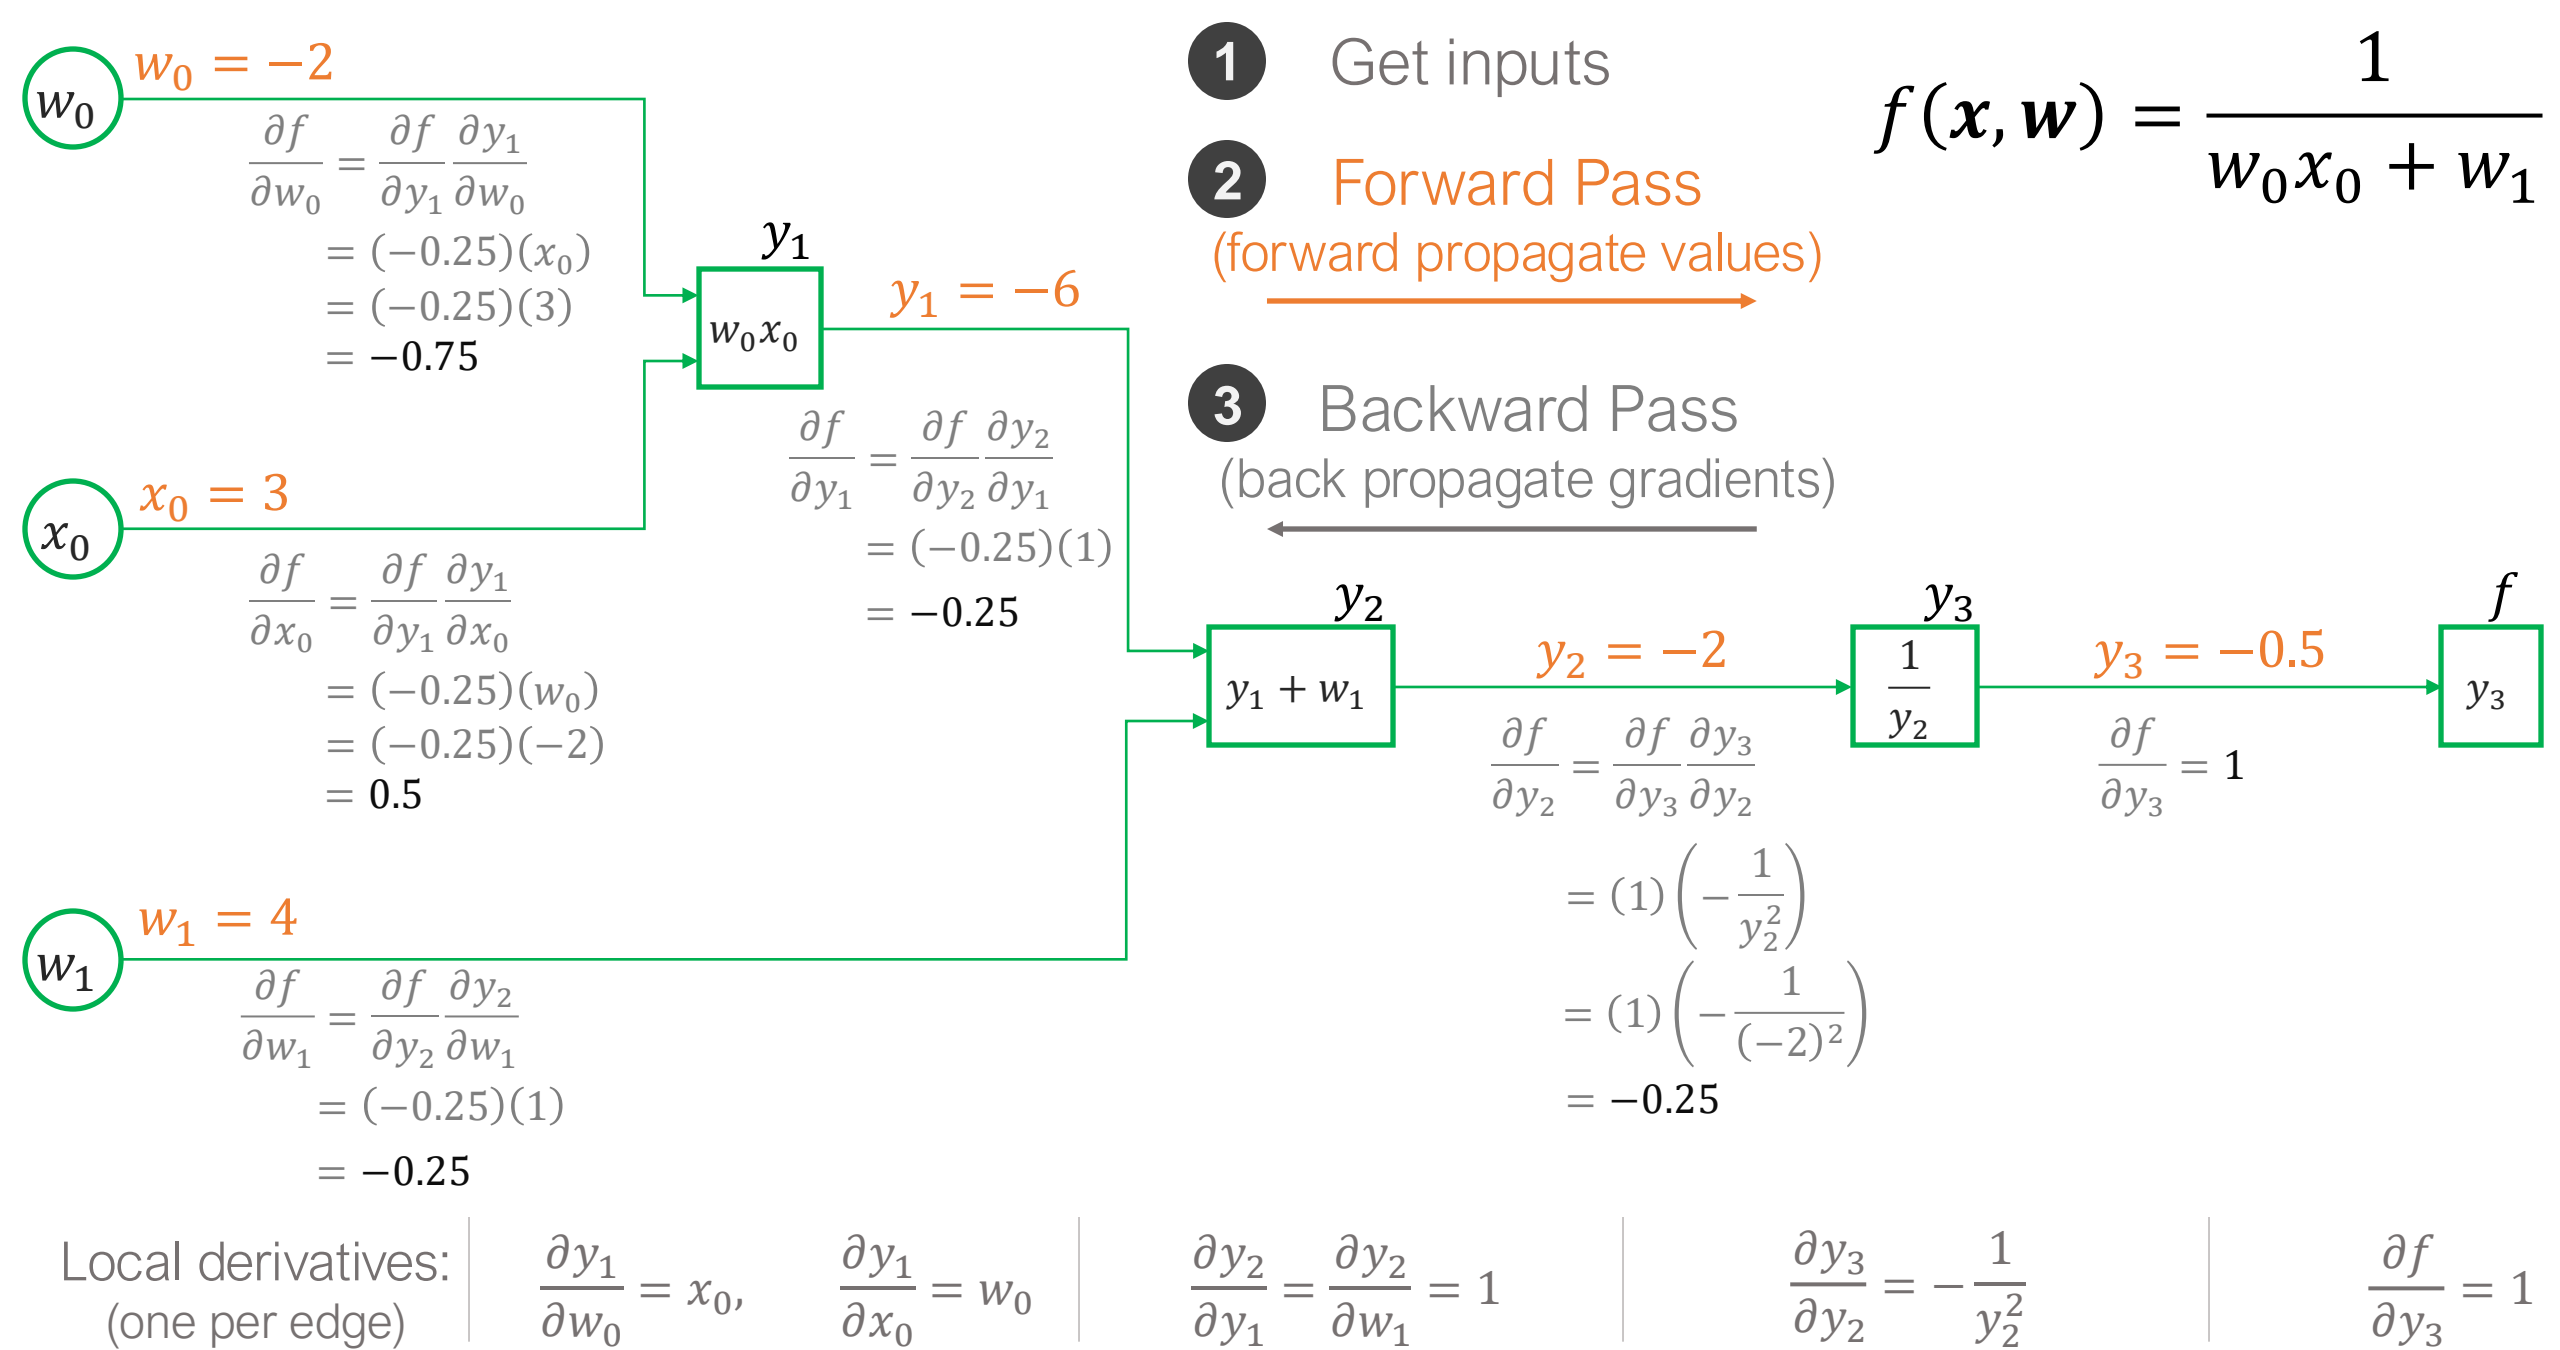 w₀
w₀ = −2
∂f/∂w₀ = ∂f/∂y₁ ∂y₁/∂w₀
= (−0.25)(x₀)
= (−0.25)(3)
= −0.75
x₀
x₀ = 3
∂f/∂x₀ = ∂f/∂y₁ ∂y₁/∂x₀
= (−0.25)(w₀)
= (−0.25)(−2)
= 0.5
w₁
w₁ = 4
∂f/∂w₁ = ∂f/∂y₂ ∂y₂/∂w₁
= (−0.25)(1)
= −0.25
y₁
w₀x₀
y₁ = −6
∂f/∂y₁ = ∂f/∂y₂ ∂y₂/∂y₁
= (−0.25)(1)
= −0.25
1 Get inputs
2 Forward Pass
(forward propagate values)
3 Backward Pass
(back propagate gradients)
f(x, w) = 1/(w₀x₀ + w₁)
y₂
y₁ + w₁
y₂ = −2
∂f/∂y₂ = ∂f/∂y₃ ∂y₃/∂y₂
= (1)(−1/y₂²)
= (1)(−1/(−2)²)
= −0.25
y₃
1/y₂
y₃ = −0.5
∂f/∂y₃ = 1
f
y₃
Local derivatives:
(one per edge)
∂y₁/∂w₀ = x₀, ∂y₁/∂x₀ = w₀
∂y₂/∂y₁ = ∂y₂/∂w₁ = 1
∂y₃/∂y₂ = −1/y₂²
∂f/∂y₃ = 1